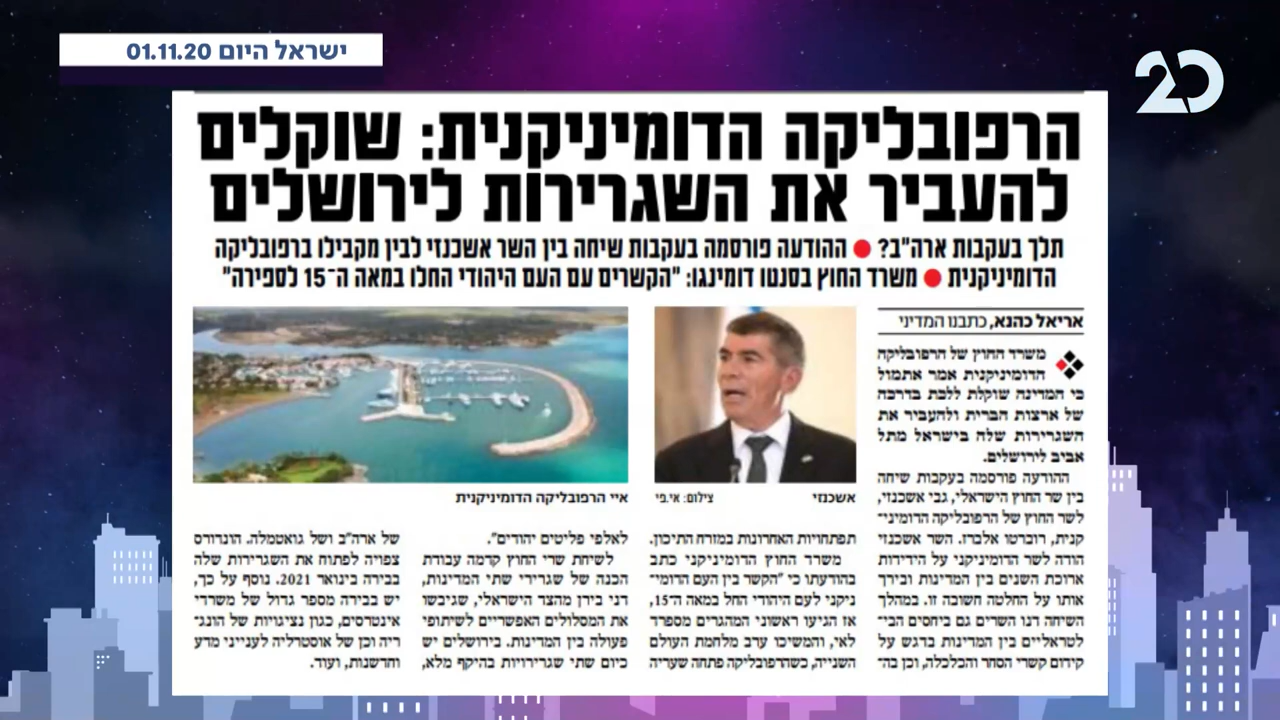 ישראל היום 01.11.20
20
הרפובליקה הדומיניקנית: שוקלים
להעביר את השגרירות לירושלים
תלך בעקבות ארה"ב? ● ההודעה פורסמה בעקבות שיחה בין השר אשכנזי לבין מקבילו ברפובליקה
הדומיניקנית ● משרד החוץ בסנטו דומינגו: "הקשרים עם העם היהודי החלו במאה ה־15 לספירה"
אריאל כהנא, כתבנו המדיני
משרד החוץ של הרפובליקה
הדומיניקנית אמר אתמול
כי המדינה שוקלת ללכת בדרכה
של ארצות הברית ולהעביר את
השגרירות שלה בישראל מתל
אביב לירושלים.
ההודעה פורסמה בעקבות שיחה
בין שר החוץ הישראלי, גבי אשכנזי,
לשר החוץ של הרפובליקה הדומיני־
קנית, רוברטו אלברז. השר אשכנזי
הודה לשר הדומיניקני על הידידות
ארוכת השנים בין המדינות ובירך
אותו על החלטה חשובה זו. במהלך
השיחה דנו השרים גם ביחסים הבי־
לטראליים בין המדינות בדגש על
קידום קשרי הסחר והכלכלה, וכן בה־
אשכנזי
צילום: אי.פי
תפתחויות האחרונות במזרח התיכון.
משרד החוץ הדומיניקני כתב
בהודעתו כי "הקשר בין העם הדומי־
ניקני לעם היהודי החל במאה ה־15,
אז הגיעו ראשוני המהגרים מספרד
לאי, והמשיכו ערב מלחמת העולם
השנייה, כשהרפובליקה פתחה שעריה
איי הרפובליקה הדומיניקנית
לאלפי פליטים יהודים".
לשיחת שרי החוץ קדמה עבודת
הכנה של שגרירי שתי המדינות,
דני בירן מהצד הישראלי, שגיבשו
את המסלולים האפשריים לשיתופי
פעולה בין המדינות. בירושלים יש
כיום שתי שגרירויות בהיקף מלא,
של ארה"ב ושל גואטמלה. הונדורס
צפויה לפתוח את השגרירות שלה
בבירה בינואר 2021. נוסף על כך,
יש בבירה מספר גדול של משרדי
אינטרסים, כגון נציגויות של הונג־
ריה וכן של אוסטרליה לענייני מדע
וחדשנות, ועוד.